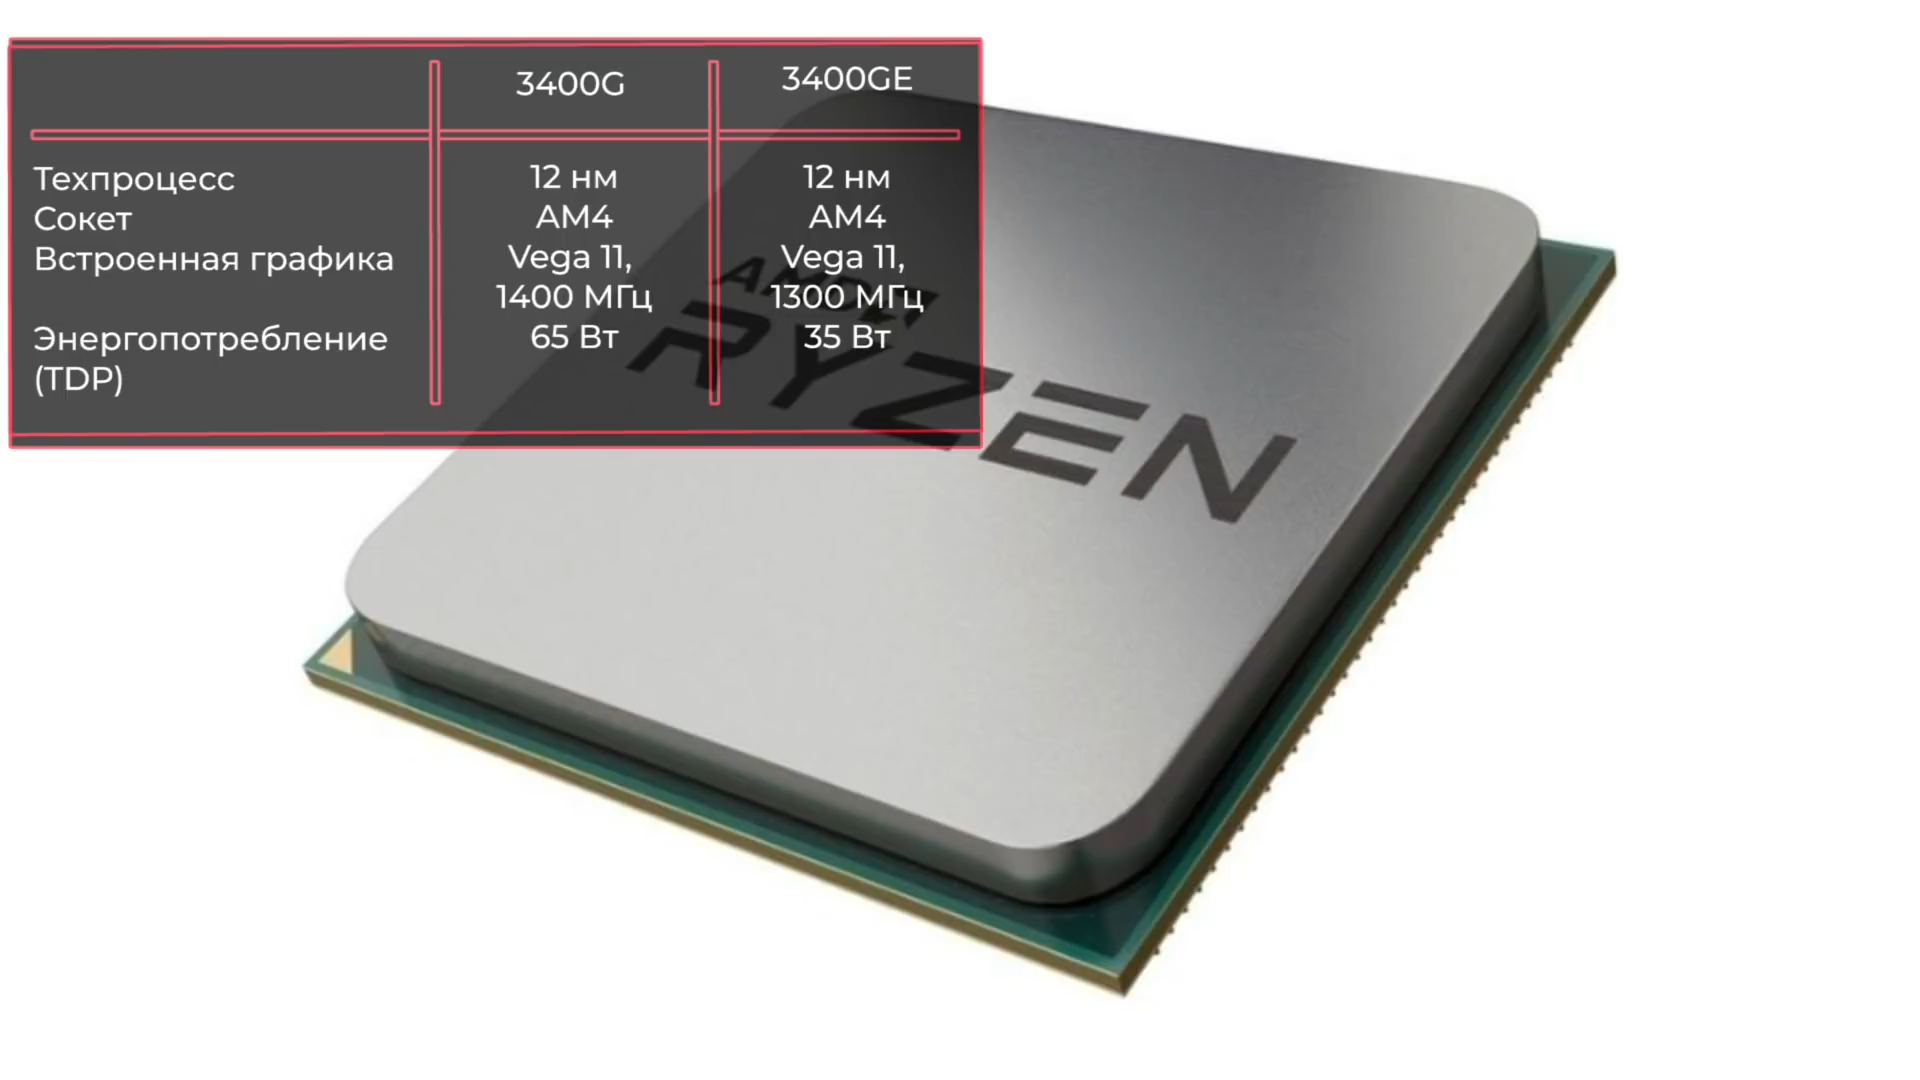 3400G 3400GE
Техпроцесс 12 нм 12 нм
Сокет AM4 AM4
Встроенная графика Vega 11, Vega 11,
1400 МГц 1300 МГц
Энергопотребление 65 Вт 35 Вт
(TDP)
AMD
RYZEN